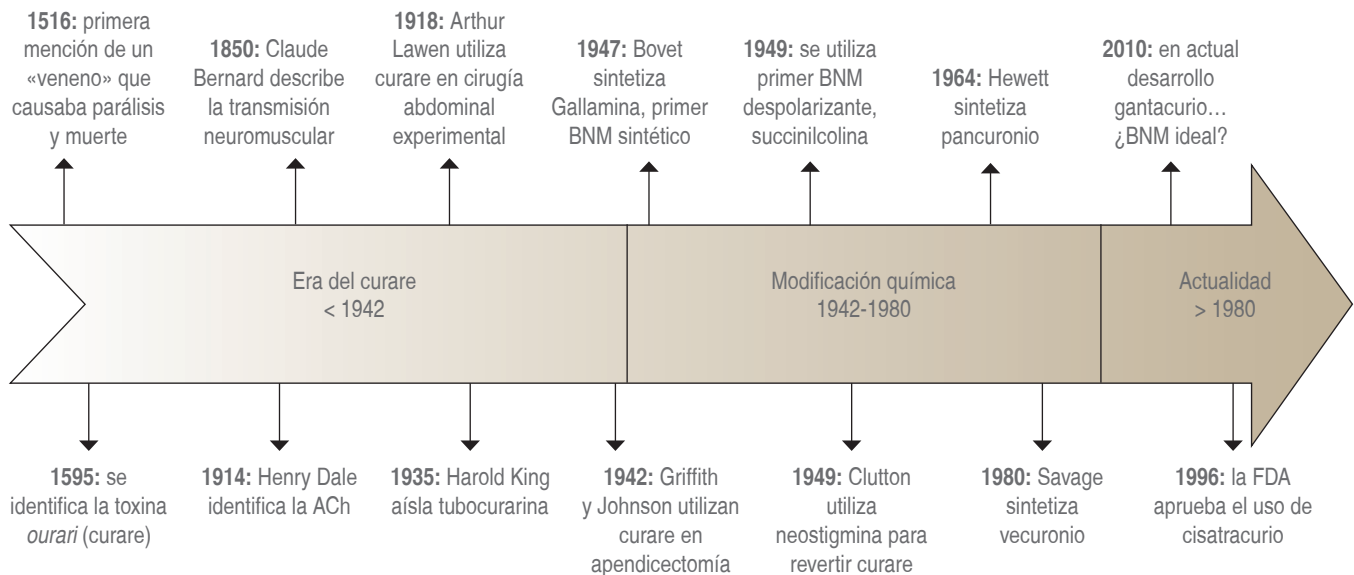 1516: primera
mención de un
«veneno» que
causaba parálisis
y muerte
1850: Claude
Bernard describe
la transmisión
neuromuscular
1918: Arthur
Lawen utiliza
curare en cirugía
abdominal
experimental
1947: Bovet
sintetiza
Gallamina, primer
BNM sintético
1949: se utiliza
primer BNM
despolarizante,
succinilcolina
1964: Hewett
sintetiza
pancuronio
2010: en actual
desarrollo
gantacurio...
¿BNM ideal?
Era del curare
< 1942
Modificación química
1942-1980
Actualidad
> 1980
1595: se
identifica la toxina
ourari (curare)
1914: Henry Dale
identifica la ACh
1935: Harold King
aísla tubocurarina
1942: Griffith
y Johnson utilizan
curare en
apendicectomía
1949: Clutton
utiliza
neostigmina para
revertir curare
1980: Savage
sintetiza
vecuronio
1996: la FDA
aprueba el uso de
cisatracurio